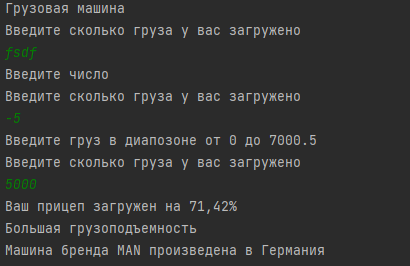 Грузовая машина
Введите сколько груза у вас загружено
fsdf
Введите число
Введите сколько груза у вас загружено
-5
Введите груз в диапозоне от 0 до 7000.5
Введите сколько груза у вас загружено
5000
Ваш прицеп загружен на 71,42%
Большая грузоподъемность
Машина бренда MAN произведена в Германия